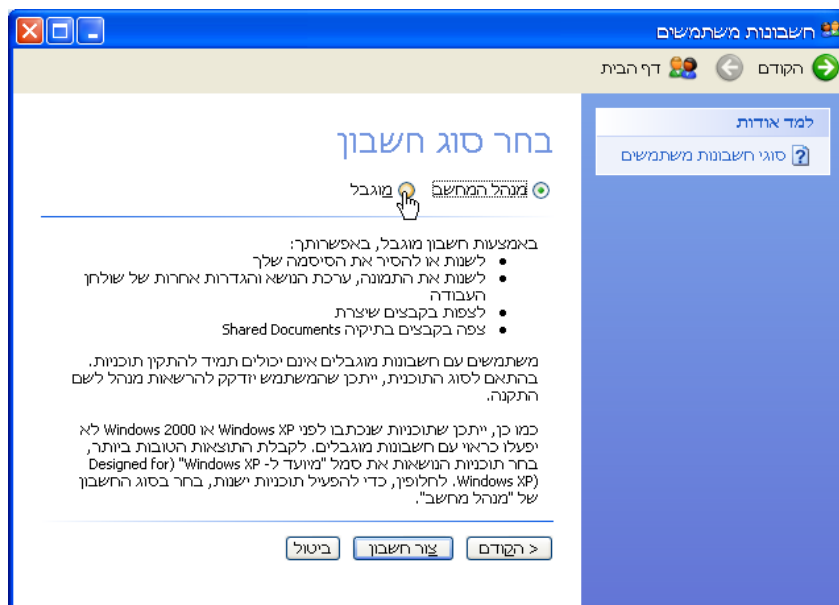 חשבונות משתמשים
הקודם
דף הבית
למד אודות
סוגי חשבונות משתמשים
בחר סוג חשבון
מנהל המחשב
מוגבל
באמצעות חשבון מוגבל, באפשרותך:
• לשנות או להסיר את הסיסמה שלך
• לשנות את התמונה, ערכת הנושא והגדרות אחרות של שולחן
העבודה
• לצפות בקבצים שיצרת
• צפה בקבצים בתיקיה Shared Documents
משתמשים עם חשבונות מוגבלים אינם יכולים תמיד להתקין תוכניות.
בהתאם לסוג התוכנית, ייתכן שהמשתמש יזדקק להרשאות מנהל לשם
התקנה.
כמו כן, ייתכן שתוכניות שנכתבו לפני Windows XP או Windows 2000 לא
יפעלו כראוי עם חשבונות מוגבלים. לקבלת התוצאות הטובות ביותר,
בחר תוכניות הנושאות את סמל "מיועד ל- Windows XP" (Designed for
Windows XP). לחלופין, כדי להפעיל תוכניות ישנות, בחר בסוג החשבון
של "מנהל מחשב".
< הקודם
צור חשבון
ביטול